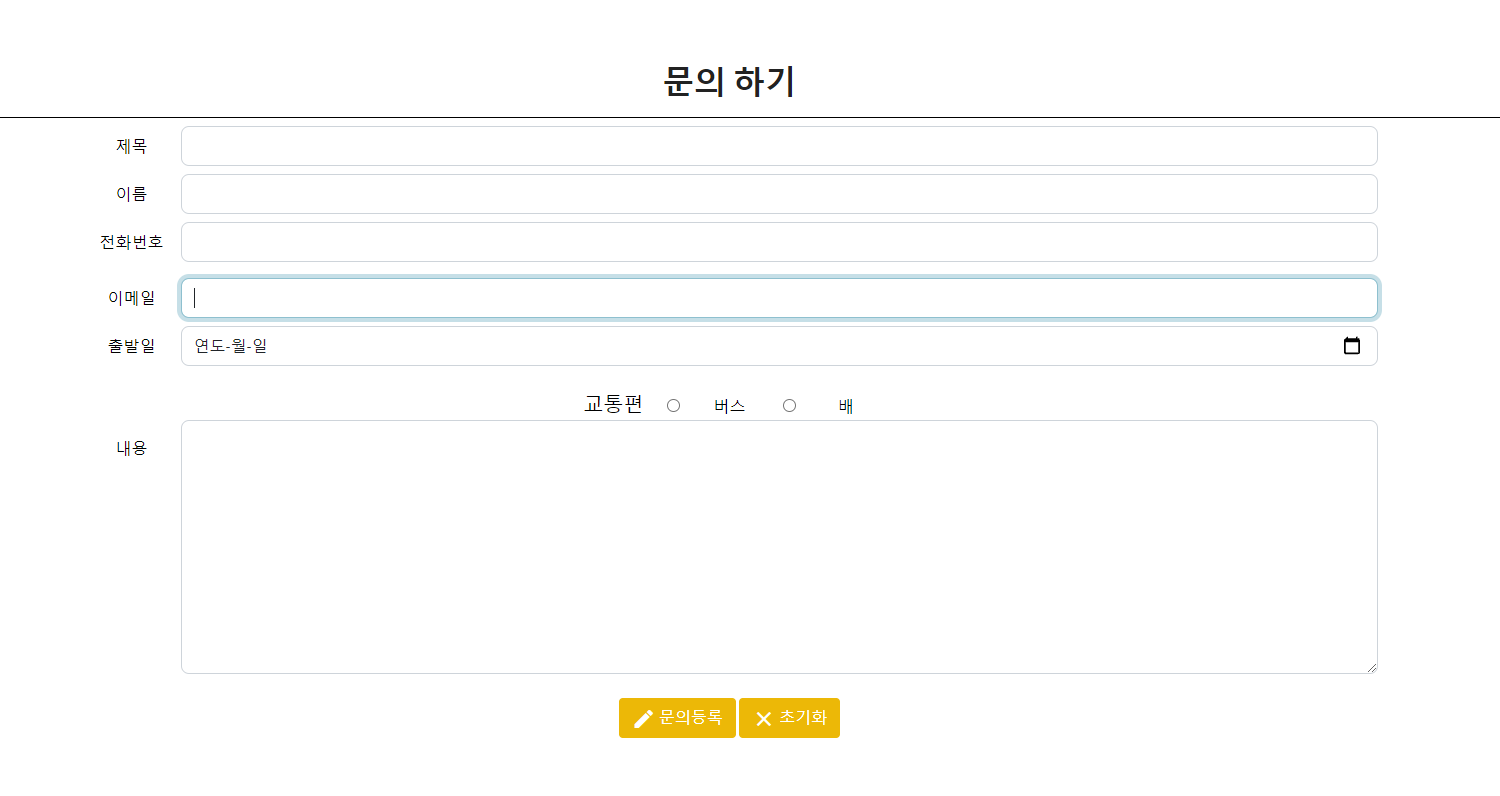 문의 하기
제목
이름
전화번호
이메일
출발일 연도-월-일
교통편 버스 배
내용
문의등록 초기화